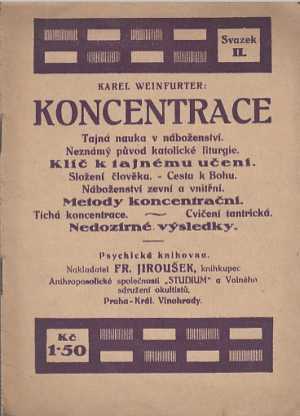 Svazek
II.
KAREL WEINFURTER:
KONCENTRACE
Tajná nauka v náboženství.
Neznámý původ katolické liturgie.
Klíč k tajnému učení.
Složení člověka. - Cesta k Bohu.
Náboženství zevní a vnitřní.
Metody koncentrační.
Tichá koncentrace. ~ Cvičení tantrická.
Nedozírné výsledky.
Psychická knihovna.
Nakladatel FR. JIROUŠEK, knihkupec
Anthroposofické společnosti „STUDIUM" a Volného
sdružení okultistů,
Praha-Král. Vinohrady.
Kč
1·50